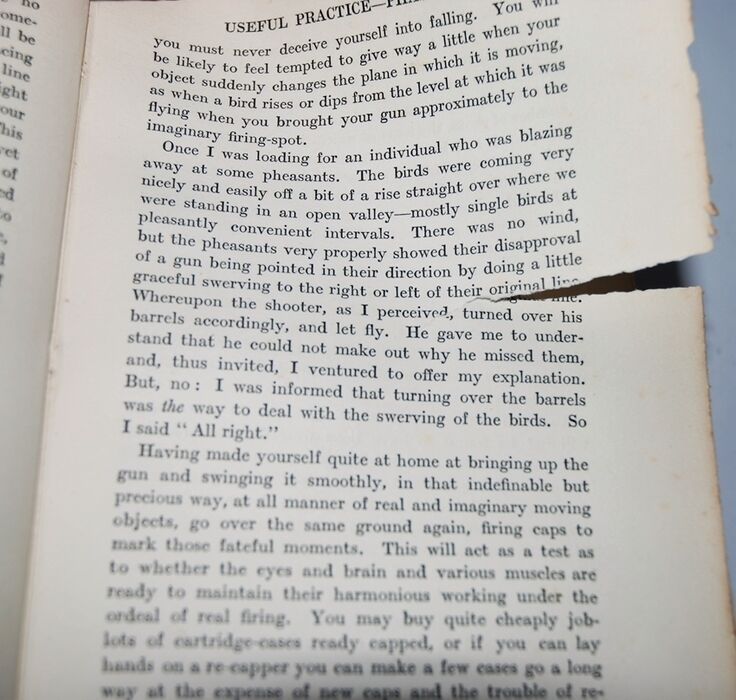 no
ome-
ll be
cing
line
ight
our
This
yet
of
ed
to
USEFUL PRACTICE—
you must never deceive yourself into falling. You will
be likely to feel tempted to give way a little when your
object suddenly changes the plane in which it is moving,
as when a bird rises or dips from the level at which it was
flying when you brought your gun approximately to the
imaginary firing-spot.
Once I was loading for an individual who was blazing
away at some pheasants. The birds were coming very
nicely and easily off a bit of a rise straight over where we
were standing in an open valley—mostly single birds at
pleasantly convenient intervals. There was no wind,
but the pheasants very properly showed their disapproval
of a gun being pointed in their direction by doing a little
graceful swerving to the right or left of their original line.
Whereupon the shooter, as I perceived, turned over his
barrels accordingly, and let fly. He gave me to under-
stand that he could not make out why he missed them,
and, thus invited, I ventured to offer my explanation.
But, no : I was informed that turning over the barrels
was the way to deal with the swerving of the birds. So
I said “ All right.”
Having made yourself quite at home at bringing up the
gun and swinging it smoothly, in that indefinable but
precious way, at all manner of real and imaginary moving
objects, go over the same ground again, firing caps to
mark those fateful moments. This will act as a test as
to whether the eyes and brain and various muscles are
ready to maintain their harmonious working under the
ordeal of real firing. You may buy quite cheaply job-
lots of cartridge-cases ready capped, or if you can lay
hands on a re-capper you can make a few cases go a long
way at the expense of new caps and the trouble of re-